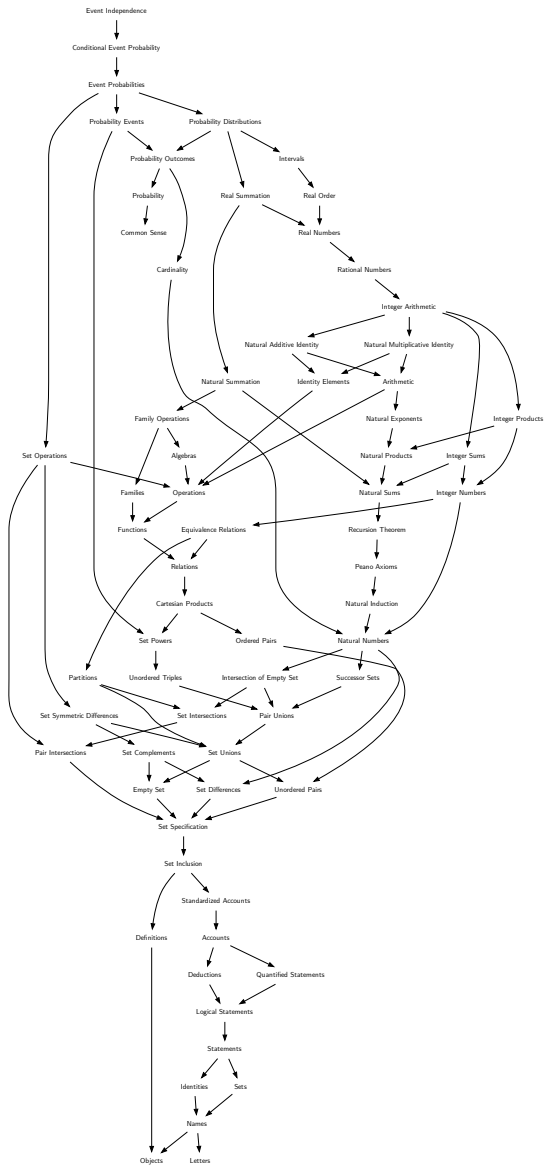 Event Independence
Conditional Event Probability
Event Probabilities
Probability Events
Probability Distributions
Probability Outcomes
Intervals
Probability
Real Summation
Real Order
Common Sense
Real Numbers
Cardinality
Rational Numbers
Integer Arithmetic
Natural Additive Identity
Natural Multiplicative Identity
Natural Summation
Identity Elements
Arithmetic
Family Operations
Natural Exponents
Integer Products
Set Operations
Algebras
Natural Products
Integer Sums
Families
Operations
Natural Sums
Integer Numbers
Functions
Equivalence Relations
Recursion Theorem
Relations
Peano Axioms
Cartesian Products
Natural Induction
Set Powers
Ordered Pairs
Natural Numbers
Partitions
Unordered Triples
Intersection of Empty Set
Successor Sets
Set Symmetric Differences
Set Intersections
Pair Unions
Pair Intersections
Set Complements
Set Unions
Empty Set
Set Differences
Unordered Pairs
Set Specification
Set Inclusion
Standardized Accounts
Definitions
Accounts
Deductions
Quantified Statements
Logical Statements
Statements
Identities
Sets
Names
Objects
Letters